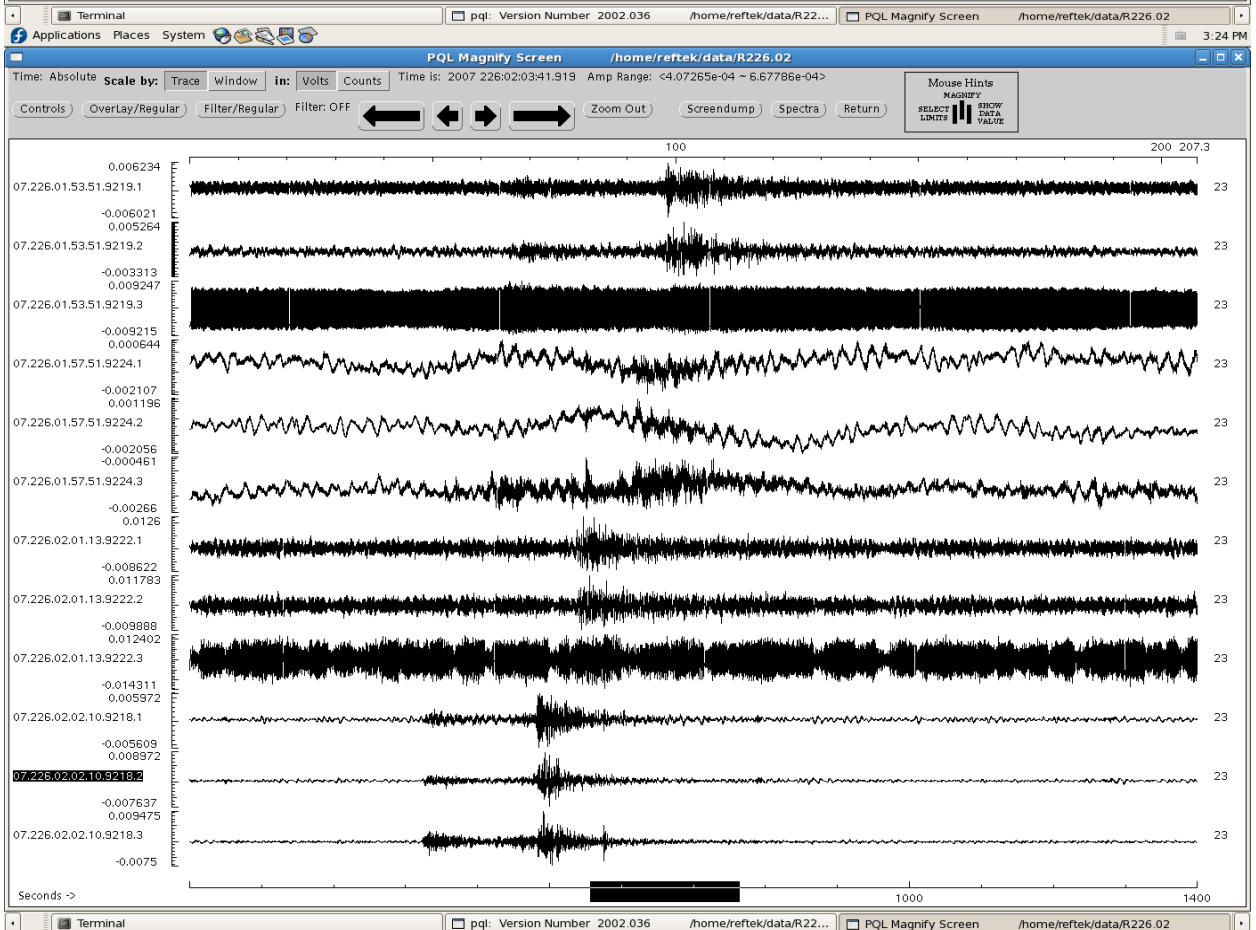 Terminal
pql: Version Number 2002.036 /home/reftek/data/R22...
PQL Magnify Screen /home/reftek/data/R226.02
Applications Places System
3:24 PM
PQL Magnify Screen /home/reftek/data/R226.02
Time: Absolute Scale by: Trace Window in: Volts Counts Time is: 2007 226:02:03:41.919 Amp Range: <4.07265e-04 ~ 6.67786e-04>
Mouse Hints
MAGNIFY
SELECT LIMITS
SHOW DATA VALUE
Controls OverLay/Regular Filter/Regular Filter: OFF Zoom Out Screendump Spectra Return
100 200 207.3
0.006234
07.226.01.53.51.9219.1 23
-0.006021
0.005264
07.226.01.53.51.9219.2 23
-0.003313
0.009247
07.226.01.53.51.9219.3 23
-0.009215
0.000644
07.226.01.57.51.9224.1 23
-0.002107
0.001196
07.226.01.57.51.9224.2 23
-0.002056
-0.000461
07.226.01.57.51.9224.3 23
-0.00266
0.0126
07.226.02.01.13.9222.1 23
-0.008622
0.011783
07.226.02.01.13.9222.2 23
-0.009888
0.012402
07.226.02.01.13.9222.3 23
-0.014311
0.005972
07.226.02.02.10.9218.1 23
-0.005609
0.008972
07.226.02.02.10.9218.2 23
-0.007637
0.009475
07.226.02.02.10.9218.3 23
-0.0075
Seconds -> 1000 1400
Terminal
pql: Version Number 2002.036 /home/reftek/data/R22...
PQL Magnify Screen /home/reftek/data/R226.02